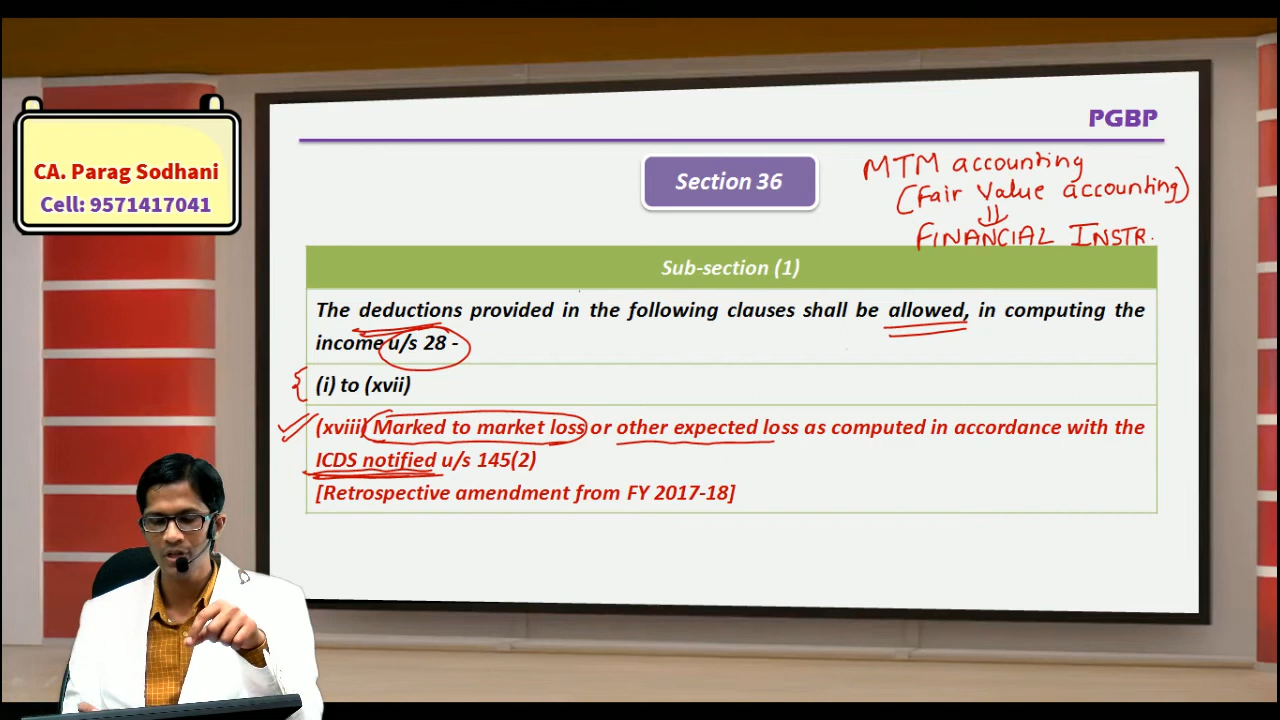 CA. Parag Sodhani
Cell: 9571417041
PGBP
Section 36
MTM accounting
(Fair Value accounting)
FINANCIAL INSTR.
Sub-section (1)
The deductions provided in the following clauses shall be allowed, in computing the
income u/s 28 -
(i) to (xvii)
(xviii) Marked to market loss or other expected loss as computed in accordance with the
ICDS notified u/s 145(2)
[Retrospective amendment from FY 2017-18]